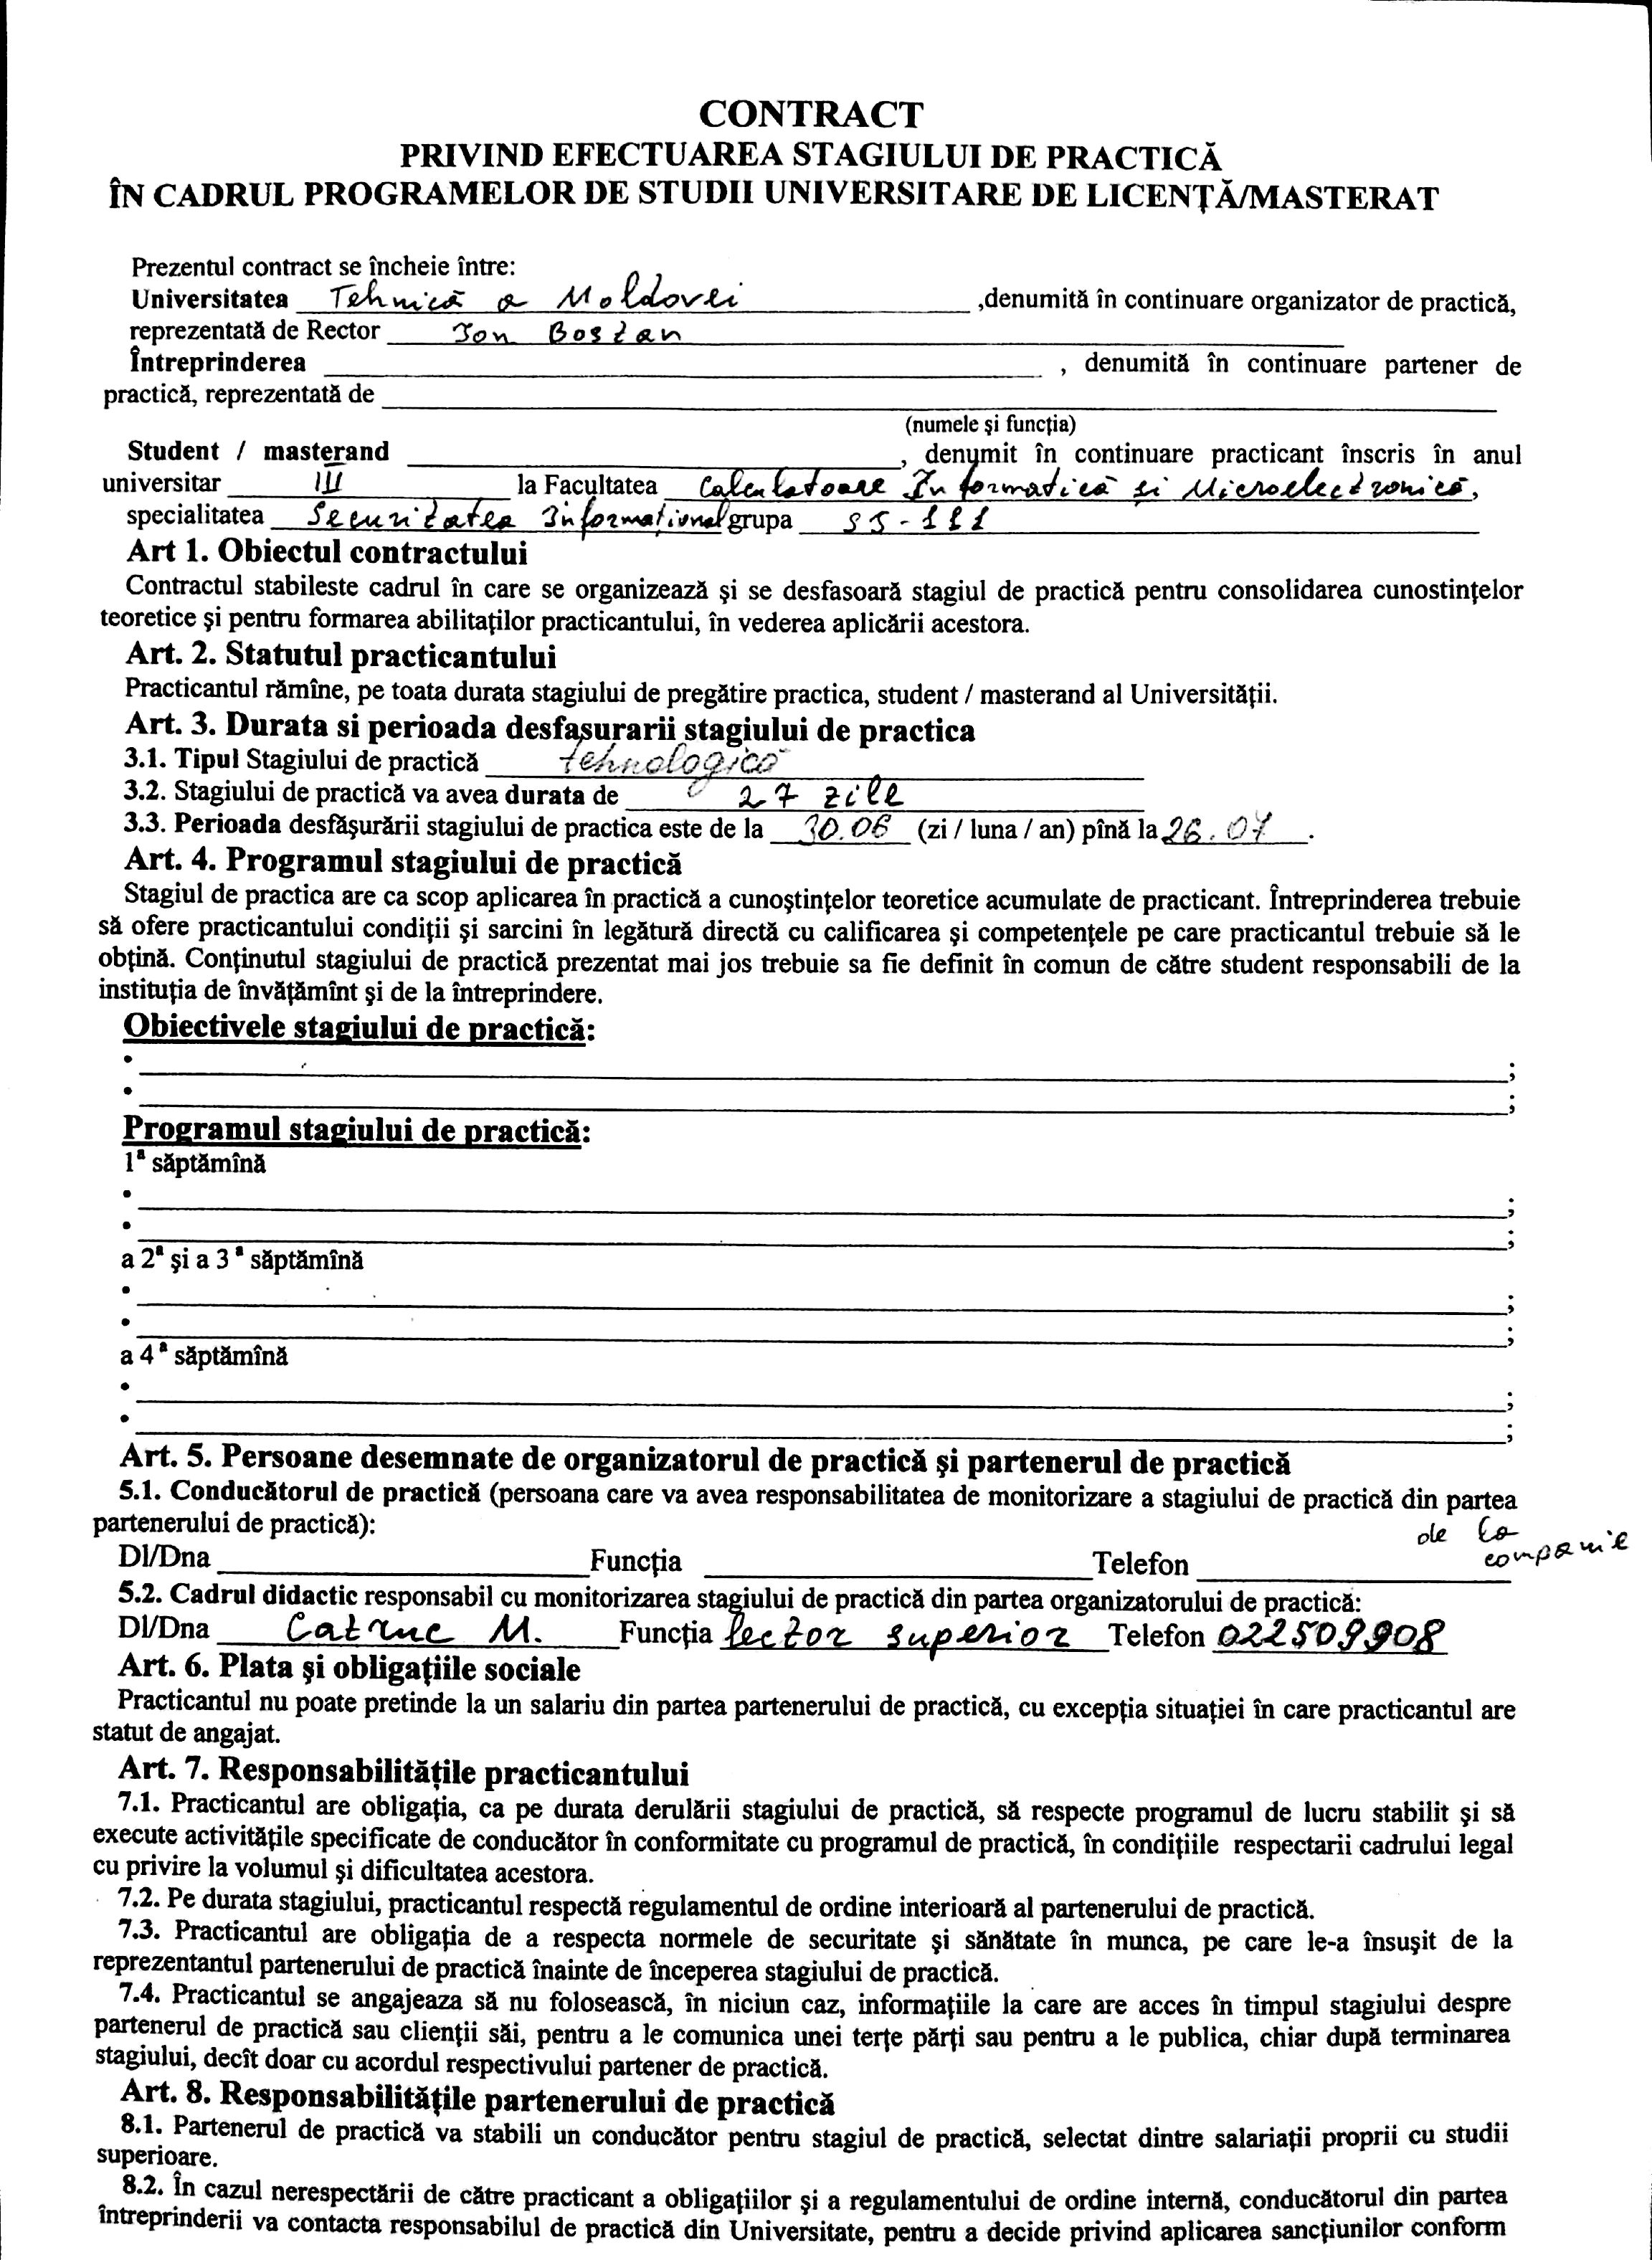 CONTRACT
PRIVIND EFECTUAREA STAGIULUI DE PRACTICĂ
ÎN CADRUL PROGRAMELOR DE STUDII UNIVERSITARE DE LICENŢĂ/MASTERAT
Prezentul contract se încheie între:
Universitatea Tehnică a Moldovei ,denumită în continuare organizator de practică,
reprezentată de Rector Ion Bostan
Întreprinderea , denumită în continuare partener de
practică, reprezentată de
(numele şi funcţia)
Student / masterand , denumit în continuare practicant înscris în anul
universitar III la Facultatea Calculatoare Informatică şi Microelectronică,
specialitatea Securitatea Informaţional grupa SI-111
Art 1. Obiectul contractului
Contractul stabileste cadrul în care se organizează şi se desfasoară stagiul de practică pentru consolidarea cunostinţelor
teoretice şi pentru formarea abilitaţilor practicantului, în vederea aplicării acestora.
Art. 2. Statutul practicantului
Practicantul rămîne, pe toata durata stagiului de pregătire practica, student / masterand al Universităţii.
Art. 3. Durata si perioada desfaşurarii stagiului de practica
3.1. Tipul Stagiului de practică tehnologică
3.2. Stagiului de practică va avea durata de 27 zile
3.3. Perioada desfăşurării stagiului de practica este de la 30.06 (zi / luna / an) pînă la 26.07 .
Art. 4. Programul stagiului de practică
Stagiul de practica are ca scop aplicarea în practică a cunoştinţelor teoretice acumulate de practicant. Întreprinderea trebuie
să ofere practicantului condiţii şi sarcini în legătură directă cu calificarea şi competenţele pe care practicantul trebuie să le
obţină. Conţinutul stagiului de practică prezentat mai jos trebuie sa fie definit în comun de către student responsabili de la
instituţia de învăţămînt şi de la întreprindere.
Obiectivele stagiului de practică:
• ;
• ;
Programul stagiului de practică:
1ª săptămînă
• ;
• ;
a 2ª şi a 3 ª săptămînă
• ;
• ;
a 4 ª săptămînă
• ;
• ;
Art. 5. Persoane desemnate de organizatorul de practică şi partenerul de practică
5.1. Conducătorul de practică (persoana care va avea responsabilitatea de monitorizare a stagiului de practică din partea
partenerului de practică):
de la
companie
Dl/Dna Funcţia Telefon
5.2. Cadrul didactic responsabil cu monitorizarea stagiului de practică din partea organizatorului de practică:
Dl/Dna Catruc M. Funcţia lector superior Telefon 022509908
Art. 6. Plata şi obligaţiile sociale
Practicantul nu poate pretinde la un salariu din partea partenerului de practică, cu excepţia situaţiei în care practicantul are
statut de angajat.
Art. 7. Responsabilităţile practicantului
7.1. Practicantul are obligaţia, ca pe durata derulării stagiului de practică, să respecte programul de lucru stabilit şi să
execute activităţile specificate de conducător în conformitate cu programul de practică, în condiţiile respectarii cadrului legal
cu privire la volumul şi dificultatea acestora.
7.2. Pe durata stagiului, practicantul respectă regulamentul de ordine interioară al partenerului de practică.
7.3. Practicantul are obligaţia de a respecta normele de securitate şi sănătate în munca, pe care le-a însuşit de la
reprezentantul partenerului de practică înainte de începerea stagiului de practică.
7.4. Practicantul se angajeaza să nu folosească, în niciun caz, informaţiile la care are acces în timpul stagiului despre
partenerul de practică sau clienţii săi, pentru a le comunica unei terţe părţi sau pentru a le publica, chiar după terminarea
stagiului, decît doar cu acordul respectivului partener de practică.
Art. 8. Responsabilităţile partenerului de practică
8.1. Partenerul de practică va stabili un conducător pentru stagiul de practică, selectat dintre salariaţii proprii cu studii
superioare.
8.2. În cazul nerespectării de către practicant a obligaţiilor şi a regulamentului de ordine internă, conducătorul din partea
întreprinderii va contacta responsabilul de practică din Universitate, pentru a decide privind aplicarea sancţiunilor conform